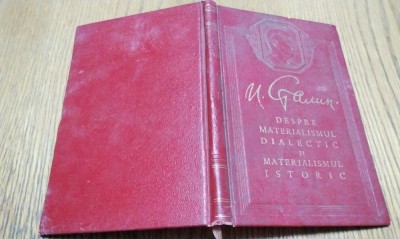 И. Сталин.
DESPRE
MATERIALISMUL
DIALECTIC
ȘI
MATERIALISMUL
ISTORIC